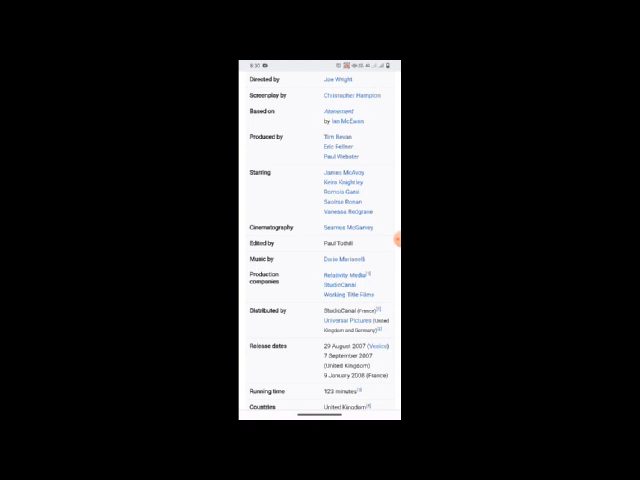 8:30
Directed by Joe Wright
Screenplay by Christopher Hampton
Based on Atonement
by Ian McEwan
Produced by Tim Bevan
Eric Fellner
Paul Webster
Starring James McAvoy
Keira Knightley
Romola Garai
Saoirse Ronan
Vanessa Redgrave
Cinematography Seamus McGarvey
Edited by Paul Tothill
Music by Dario Marianelli
Production Relativity Media[1]
companies StudioCanal
Working Title Films
Distributed by StudioCanal (France)
Universal Pictures (United
Kingdom and Germany)
Release dates 29 August 2007 (Venice)
7 September 2007
(United Kingdom)
9 January 2008 (France)
Running time 123 minutes
Countries United Kingdom